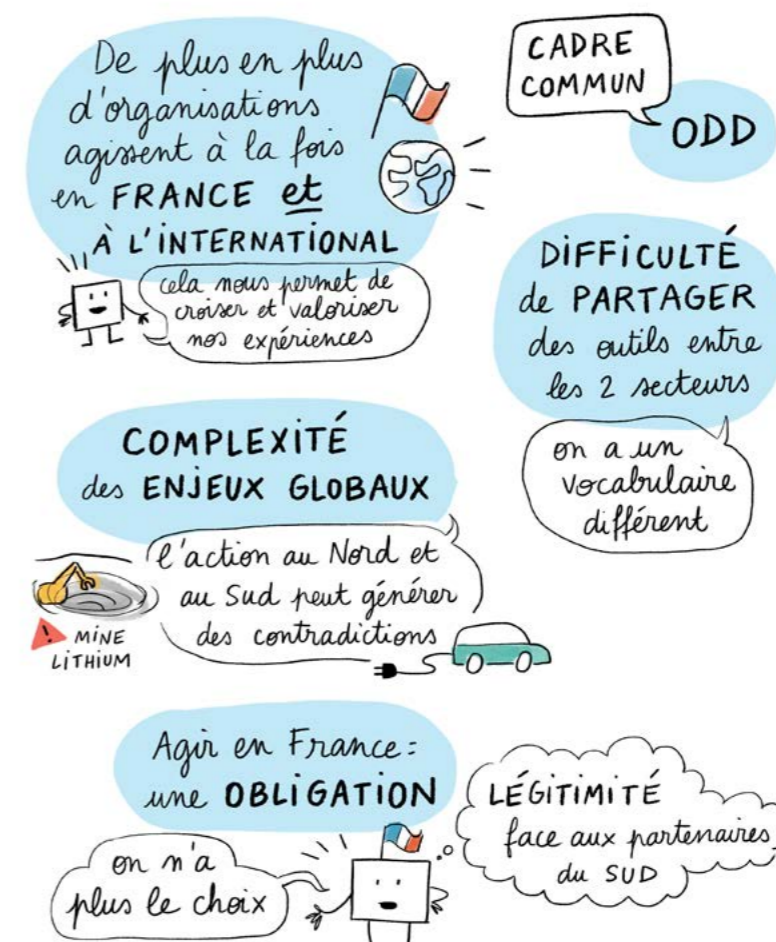 De plus en plus
d'organisations
agissent à la fois
en FRANCE et
À L'INTERNATIONAL
cela nous permet de
croiser et valoriser
nos expériences
CADRE
COMMUN
ODD
DIFFICULTÉ
de PARTAGER
des outils entre
les 2 secteurs
on a un
vocabulaire
différent
COMPLEXITÉ
des ENJEUX GLOBAUX
l'action au Nord et
au Sud peut générer
des contradictions
MINE
LITHIUM
Agir en France :
une OBLIGATION
on n'a
plus le choix
LÉGITIMITÉ
face aux partenaires
du SUD